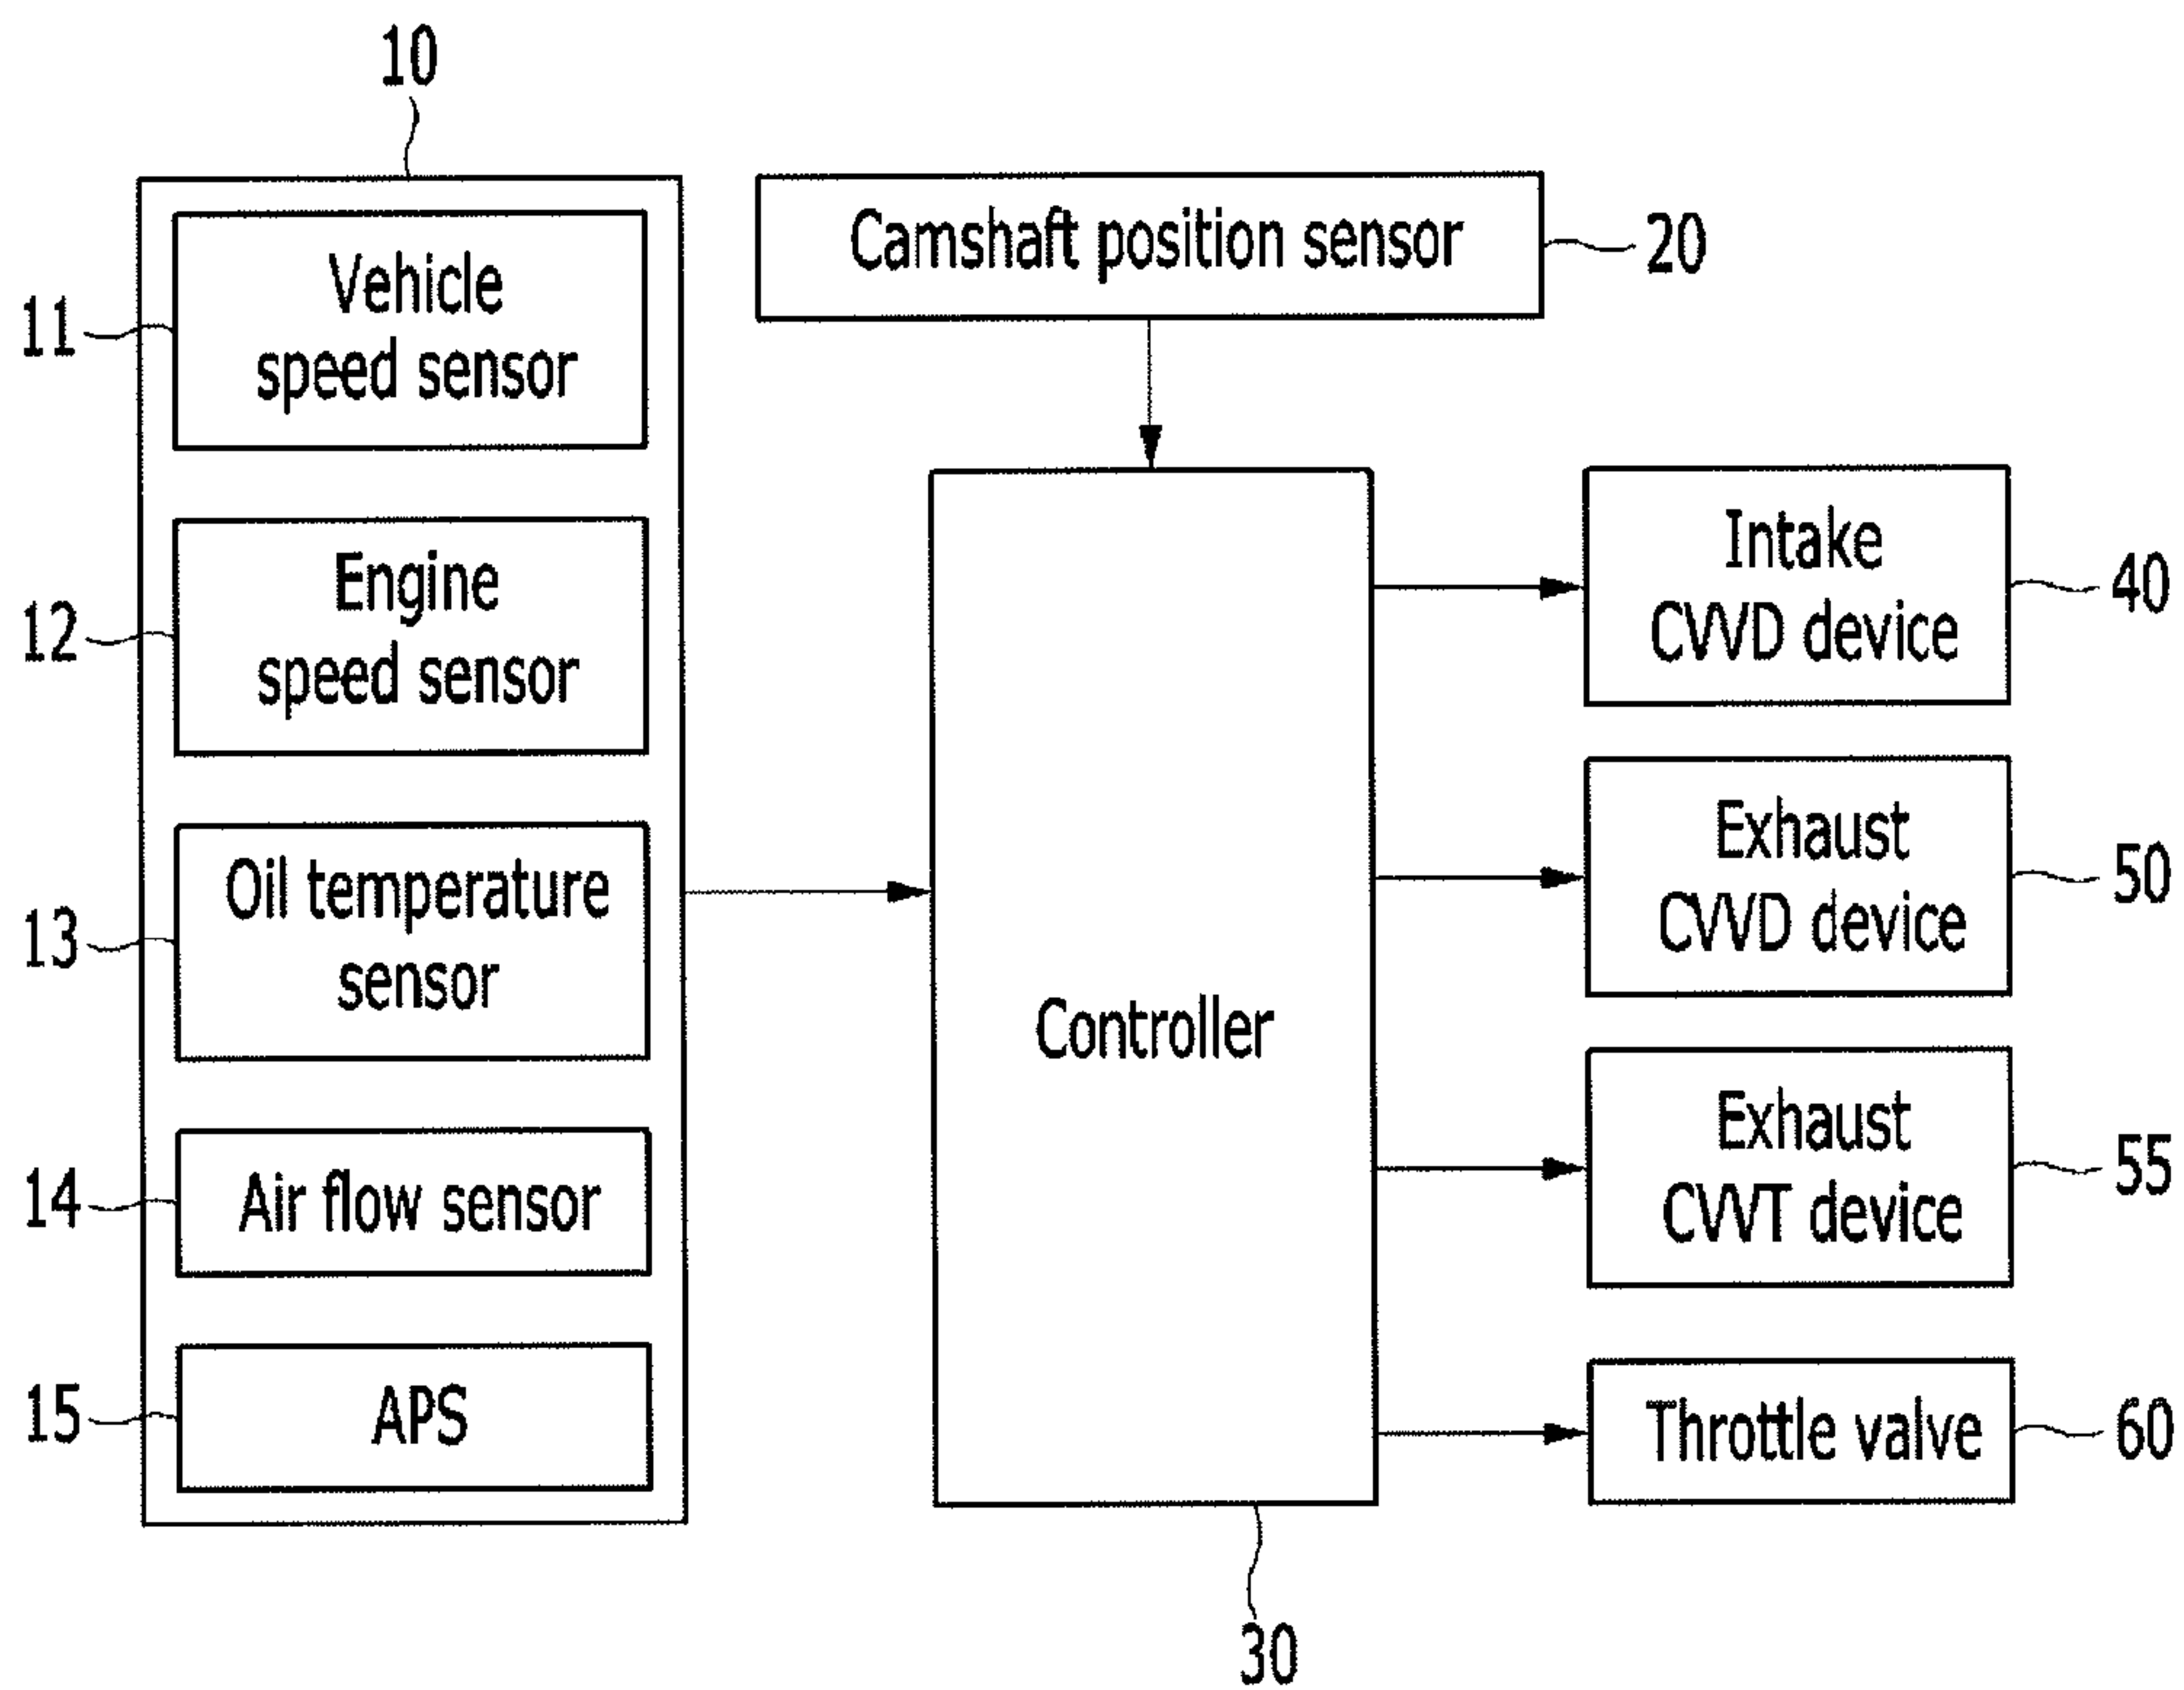 10
11
Vehicle
speed sensor
12
Engine
speed sensor
13
Oil temperature
sensor
14
Air flow sensor
15
APS
Camshaft position sensor
20
Controller
30
Intake
CVVD device
40
Exhaust
CVVD device
50
Exhaust
CVVT device
55
Throttle valve
60